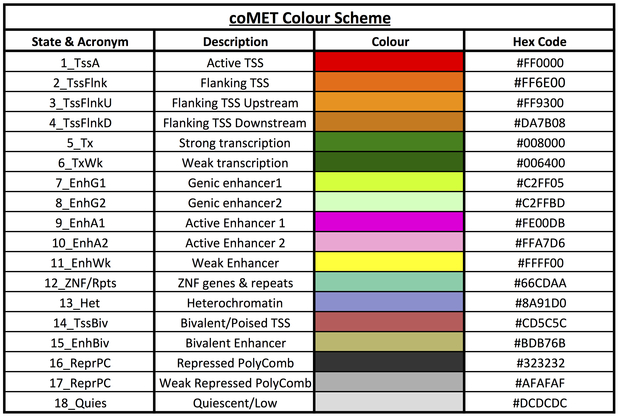 coMET Colour Scheme
State & Acronym Description Colour Hex Code
1_TssA Active TSS #FF0000
2_TssFlnk Flanking TSS #FF6E00
3_TssFlnkU Flanking TSS Upstream #FF9300
4_TssFlnkD Flanking TSS Downstream #DA7B08
5_Tx Strong transcription #008000
6_TxWk Weak transcription #006400
7_EnhG1 Genic enhancer1 #C2FF05
8_EnhG2 Genic enhancer2 #C2FFBD
9_EnhA1 Active Enhancer 1 #FE00DB
10_EnhA2 Active Enhancer 2 #FFA7D6
11_EnhWk Weak Enhancer #FFFF00
12_ZNF/Rpts ZNF genes & repeats #66CDAA
13_Het Heterochromatin #8A91D0
14_TssBiv Bivalent/Poised TSS #CD5C5C
15_EnhBiv Bivalent Enhancer #BDB76B
16_ReprPC Repressed PolyComb #323232
17_ReprPC Weak Repressed PolyComb #AFAFAF
18_Quies Quiescent/Low #DCDCDC